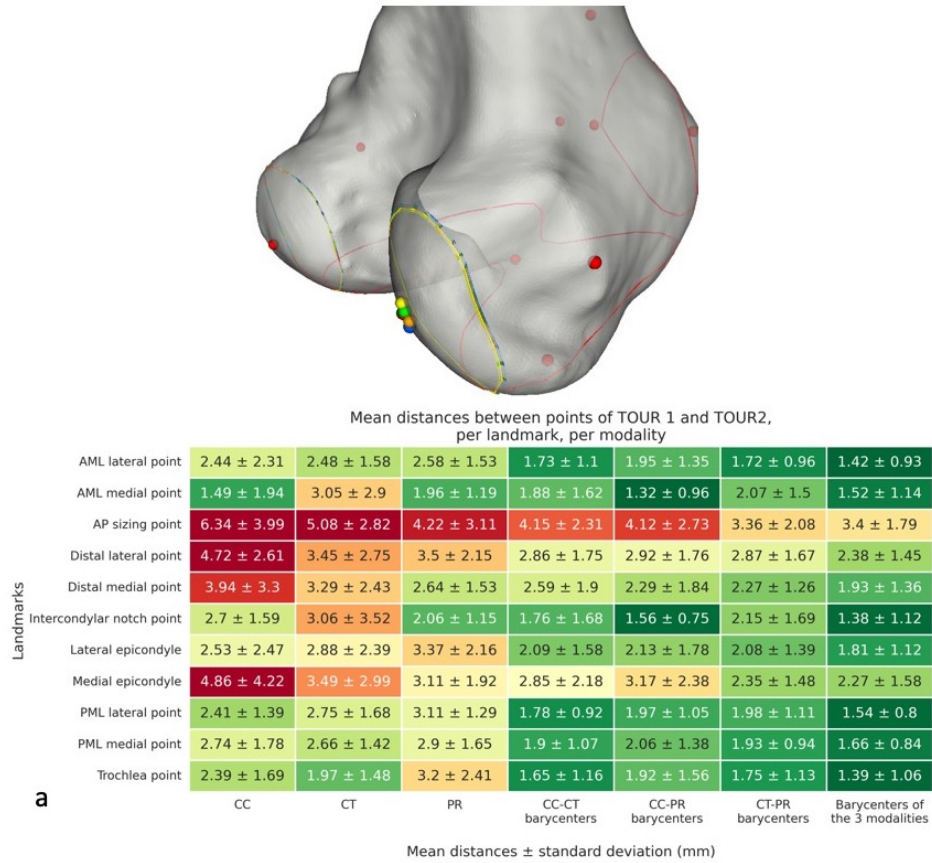 Mean distances between points of TOUR 1 and TOUR2,
per landmark, per modality
Landmarks
AML lateral point 2.44 ± 2.31 2.48 ± 1.58 2.58 ± 1.53 1.73 ± 1.1 1.95 ± 1.35 1.72 ± 0.96 1.42 ± 0.93
AML medial point 1.49 ± 1.94 3.05 ± 2.9 1.96 ± 1.19 1.88 ± 1.62 1.32 ± 0.96 2.07 ± 1.5 1.52 ± 1.14
AP sizing point 6.34 ± 3.99 5.08 ± 2.82 4.22 ± 3.11 4.15 ± 2.31 4.12 ± 2.73 3.36 ± 2.08 3.4 ± 1.79
Distal lateral point 4.72 ± 2.61 3.45 ± 2.75 3.5 ± 2.15 2.86 ± 1.75 2.92 ± 1.76 2.87 ± 1.67 2.38 ± 1.45
Distal medial point 3.94 ± 3.3 3.29 ± 2.43 2.64 ± 1.53 2.59 ± 1.9 2.29 ± 1.84 2.27 ± 1.26 1.93 ± 1.36
Intercondylar notch point 2.7 ± 1.59 3.06 ± 3.52 2.06 ± 1.15 1.76 ± 1.68 1.56 ± 0.75 2.15 ± 1.69 1.38 ± 1.12
Lateral epicondyle 2.53 ± 2.47 2.88 ± 2.39 3.37 ± 2.16 2.09 ± 1.58 2.13 ± 1.78 2.08 ± 1.39 1.81 ± 1.12
Medial epicondyle 4.86 ± 4.22 3.49 ± 2.99 3.11 ± 1.92 2.85 ± 2.18 3.17 ± 2.38 2.35 ± 1.48 2.27 ± 1.58
PML lateral point 2.41 ± 1.39 2.75 ± 1.68 3.11 ± 1.29 1.78 ± 0.92 1.97 ± 1.05 1.98 ± 1.11 1.54 ± 0.8
PML medial point 2.74 ± 1.78 2.66 ± 1.42 2.9 ± 1.65 1.9 ± 1.07 2.06 ± 1.38 1.93 ± 0.94 1.66 ± 0.84
Trochlea point 2.39 ± 1.69 1.97 ± 1.48 3.2 ± 2.41 1.65 ± 1.16 1.92 ± 1.56 1.75 ± 1.13 1.39 ± 1.06
a
CC CT PR CC-CT CC-PR CT-PR Barycenters of
barycenters barycenters barycenters the 3 modalities
Mean distances ± standard deviation (mm)